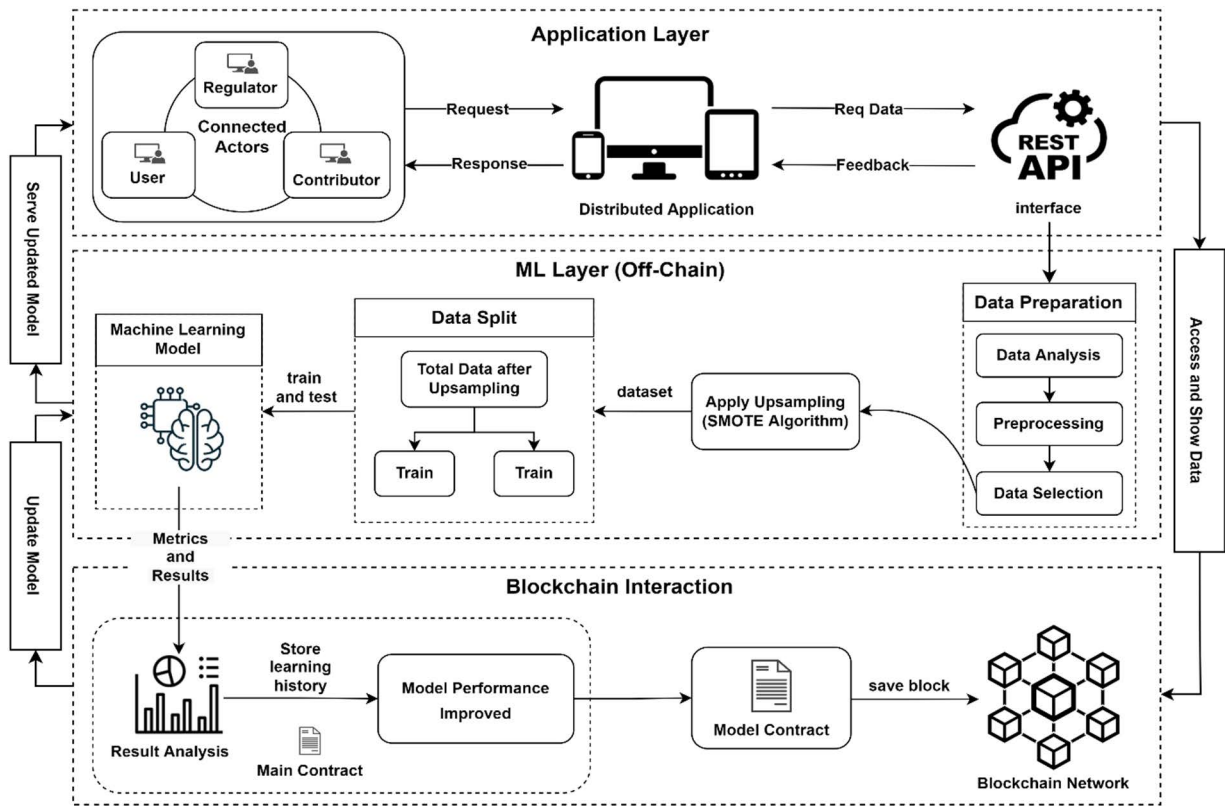 Application Layer
Regulator
Connected
Actors
User
Contributor
Request
Response
Distributed Application
Req Data
Feedback
REST
API
interface
Serve Updated Model
Access and Show Data
ML Layer (Off-Chain)
Data Preparation
Data Analysis
Preprocessing
Data Selection
Apply Upsampling
(SMOTE Algorithm)
dataset
Data Split
Total Data after
Upsampling
Train
Train
train
and test
Machine Learning
Model
Update Model
Metrics
and
Results
Blockchain Interaction
Result Analysis
Store
learning
history
Main Contract
Model Performance
Improved
Model Contract
save block
Blockchain Network